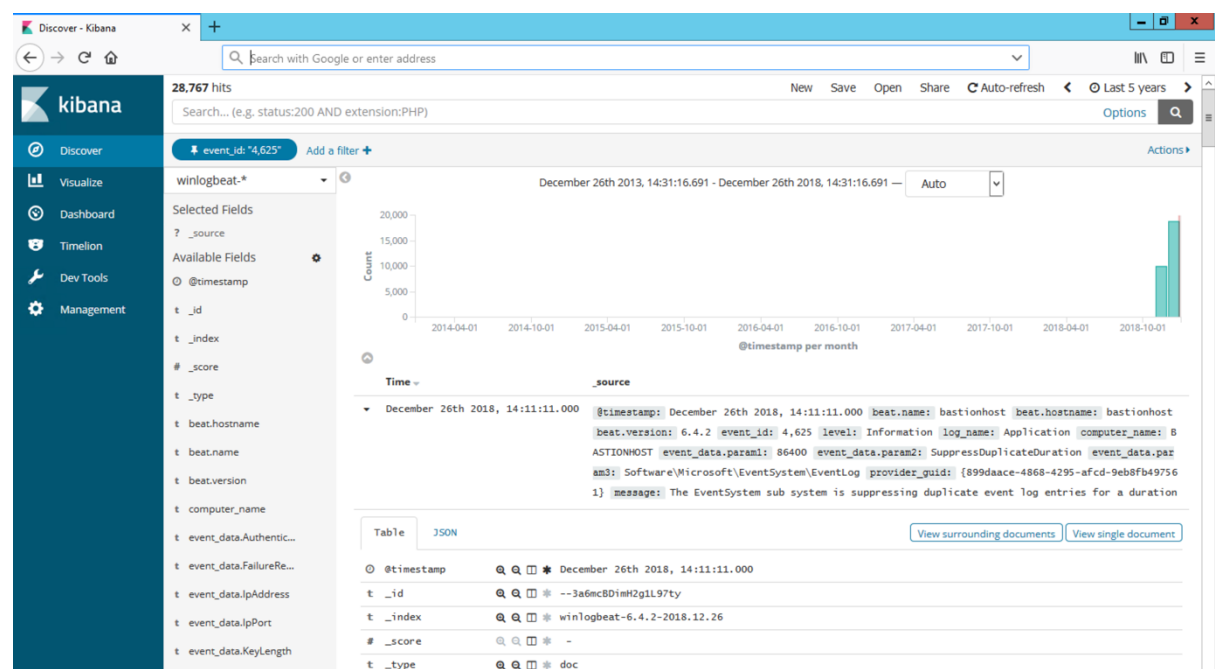 Discover - Kibana
Search with Google or enter address
kibana
Discover
Visualize
Dashboard
Timelion
Dev Tools
Management
28,767 hits
New Save Open Share Auto-refresh Last 5 years
Search... (e.g. status:200 AND extension:PHP)
Options
event_id: "4,625" Add a filter
Actions
winlogbeat-*
Selected Fields
? _source
Available Fields
@timestamp
t _id
t _index
# _score
t _type
t beat.hostname
t beat.name
t beat.version
t computer_name
t event_data.Authentic...
t event_data.FailureRe...
t event_data.IpAddress
t event_data.IpPort
t event_data.KeyLength
December 26th 2013, 14:31:16.691 - December 26th 2018, 14:31:16.691 — Auto
Count
20,000
15,000
10,000
5,000
0
2014-04-01 2014-10-01 2015-04-01 2015-10-01 2016-04-01 2016-10-01 2017-04-01 2017-10-01 2018-04-01 2018-10-01
@timestamp per month
Time _source
December 26th 2018, 14:11:11.000
@timestamp: December 26th 2018, 14:11:11.000 beat.name: bastionhost beat.hostname: bastionhost
beat.version: 6.4.2 event_id: 4,625 level: Information log_name: Application computer_name: B
ASTIONHOST event_data.param1: 86400 event_data.param2: SuppressDuplicateDuration event_data.par
am3: Software\Microsoft\EventSystem\EventLog provider_guid: {899daace-4868-4295-afcd-9eb8fb49756
1} message: The EventSystem sub system is suppressing duplicate event log entries for a duration
Table JSON
View surrounding documents View single document
@timestamp December 26th 2018, 14:11:11.000
t _id --3a6mcBDimH2g1L97ty
t _index winlogbeat-6.4.2-2018.12.26
# _score -
t _type doc